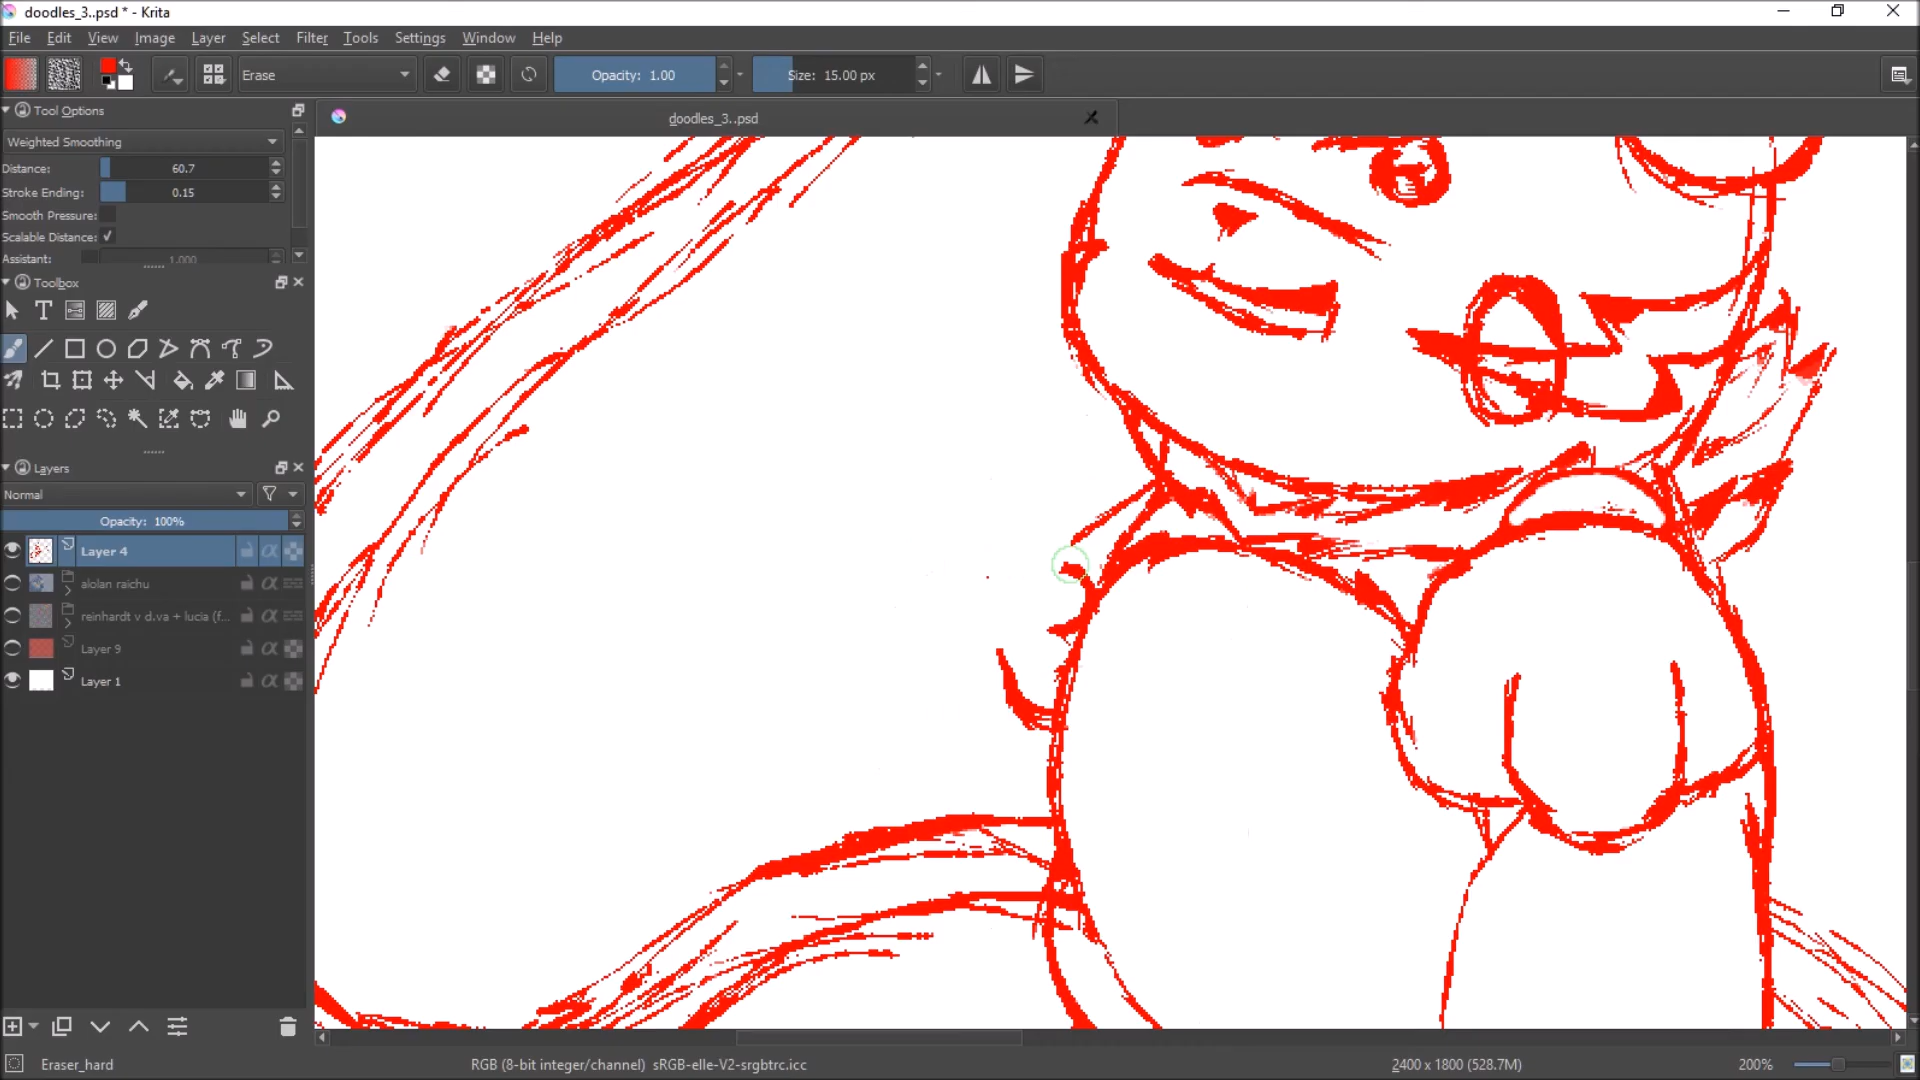 doodles_3..psd * - Krita
File Edit View Image Layer Select Filter Tools Settings Window Help
Erase Opacity: 1.00 Size: 15.00 px
Tool Options
doodles_3..psd
Weighted Smoothing
Distance: 60.7
Stroke Ending: 0.15
Smooth Pressure:
Scalable Distance:
Assistant: 1.000
Toolbox
Layers
Normal
Opacity: 100%
Layer 4
alolan raichu
reinhardt v d.va + lucia (f...
Layer 9
Layer 1
Eraser_hard RGB (8-bit integer/channel) sRGB-elle-V2-srgbtrc.icc 2400 x 1800 (528.7M) 200%